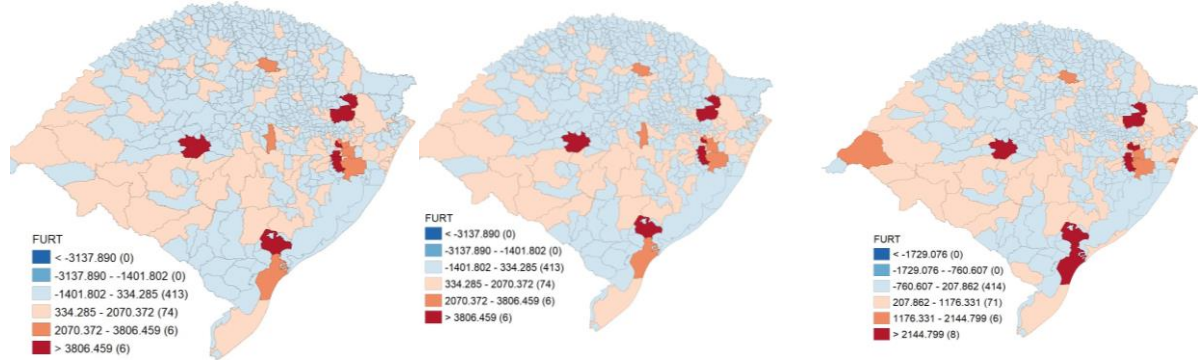 FURT
< -3137.890 (0)
-3137.890 - -1401.802 (0)
-1401.802 - 334.285 (413)
334.285 - 2070.372 (74)
2070.372 - 3806.459 (6)
> 3806.459 (6)
FURT
< -3137.890 (0)
-3137.890 - -1401.802 (0)
-1401.802 - 334.285 (413)
334.285 - 2070.372 (74)
2070.372 - 3806.459 (6)
> 3806.459 (6)
FURT
< -1729.076 (0)
-1729.076 - -760.607 (0)
-760.607 - 207.862 (414)
207.862 - 1176.331 (71)
1176.331 - 2144.799 (6)
> 2144.799 (8)